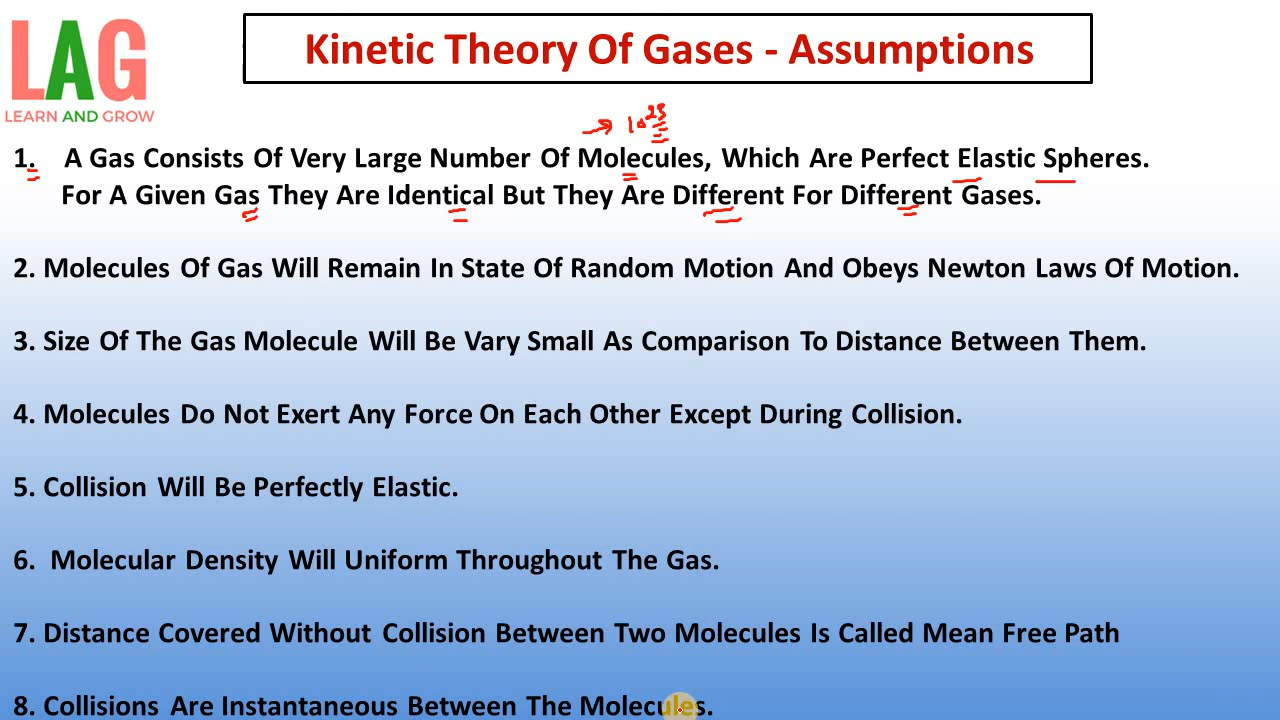 LAG
LEARN AND GROW
Kinetic Theory Of Gases - Assumptions
→ 10²³
1. A Gas Consists Of Very Large Number Of Molecules, Which Are Perfect Elastic Spheres.
For A Given Gas They Are Identical But They Are Different For Different Gases.
2. Molecules Of Gas Will Remain In State Of Random Motion And Obeys Newton Laws Of Motion.
3. Size Of The Gas Molecule Will Be Vary Small As Comparison To Distance Between Them.
4. Molecules Do Not Exert Any Force On Each Other Except During Collision.
5. Collision Will Be Perfectly Elastic.
6. Molecular Density Will Uniform Throughout The Gas.
7. Distance Covered Without Collision Between Two Molecules Is Called Mean Free Path
8. Collisions Are Instantaneous Between The Molecules.